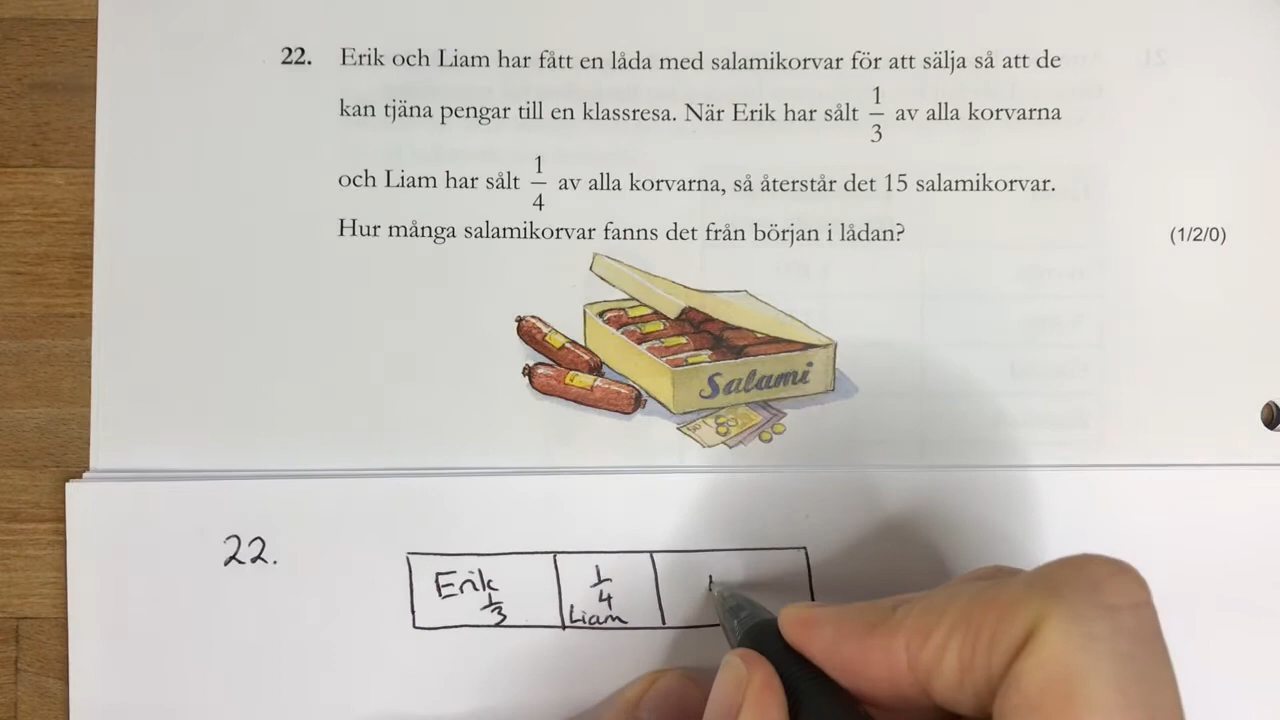 22. Erik och Liam har fått en låda med salamikorvar för att sälja så att de
kan tjäna pengar till en klassresa. När Erik har sålt 1/3 av alla korvarna
och Liam har sålt 1/4 av alla korvarna, så återstår det 15 salamikorvar.
Hur många salamikorvar fanns det från början i lådan? (1/2/0)
Salami
22.
Erik 1/3
1/4 Liam